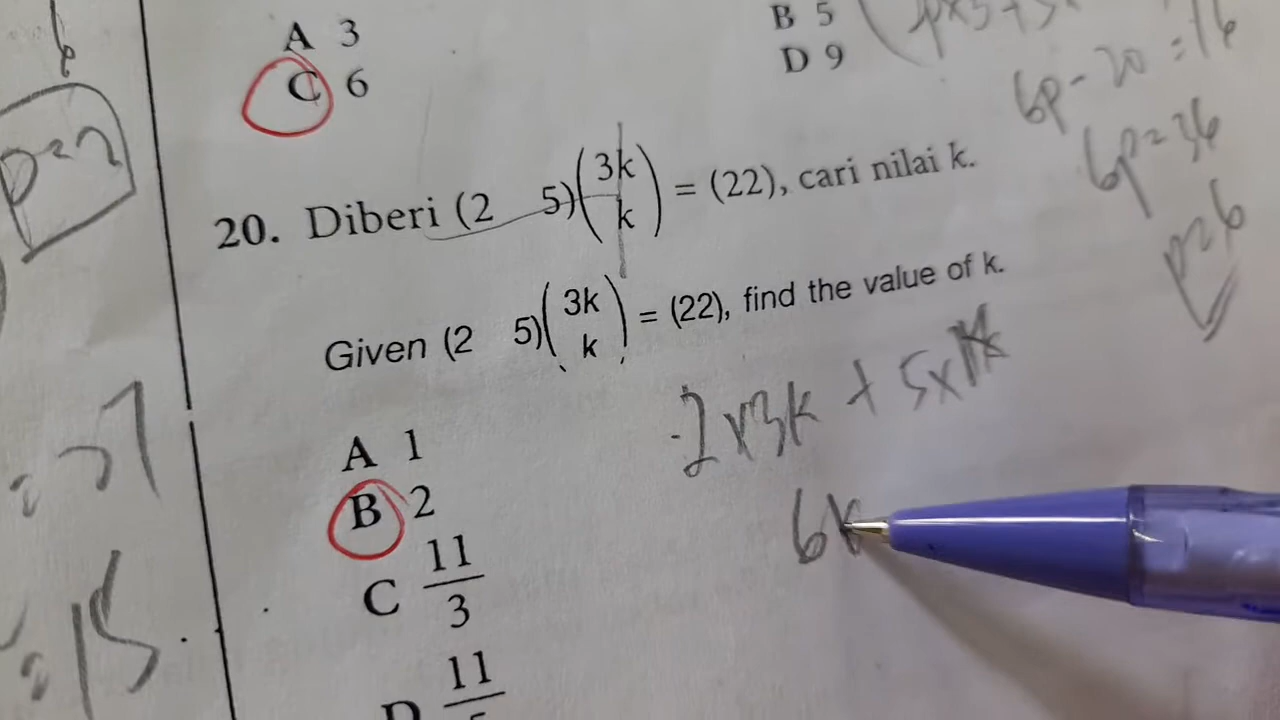 A 3
B 5
C 6
D 9
6p - 20 = 16
6p = 36
p = 6
20. Diberi (2 5)(3k
k) = (22), cari nilai k.
Given (2 5)(3k
k) = (22), find the value of k.
2 x 3k + 5 x k
6k
A 1
B 2
C 11
3
D 11